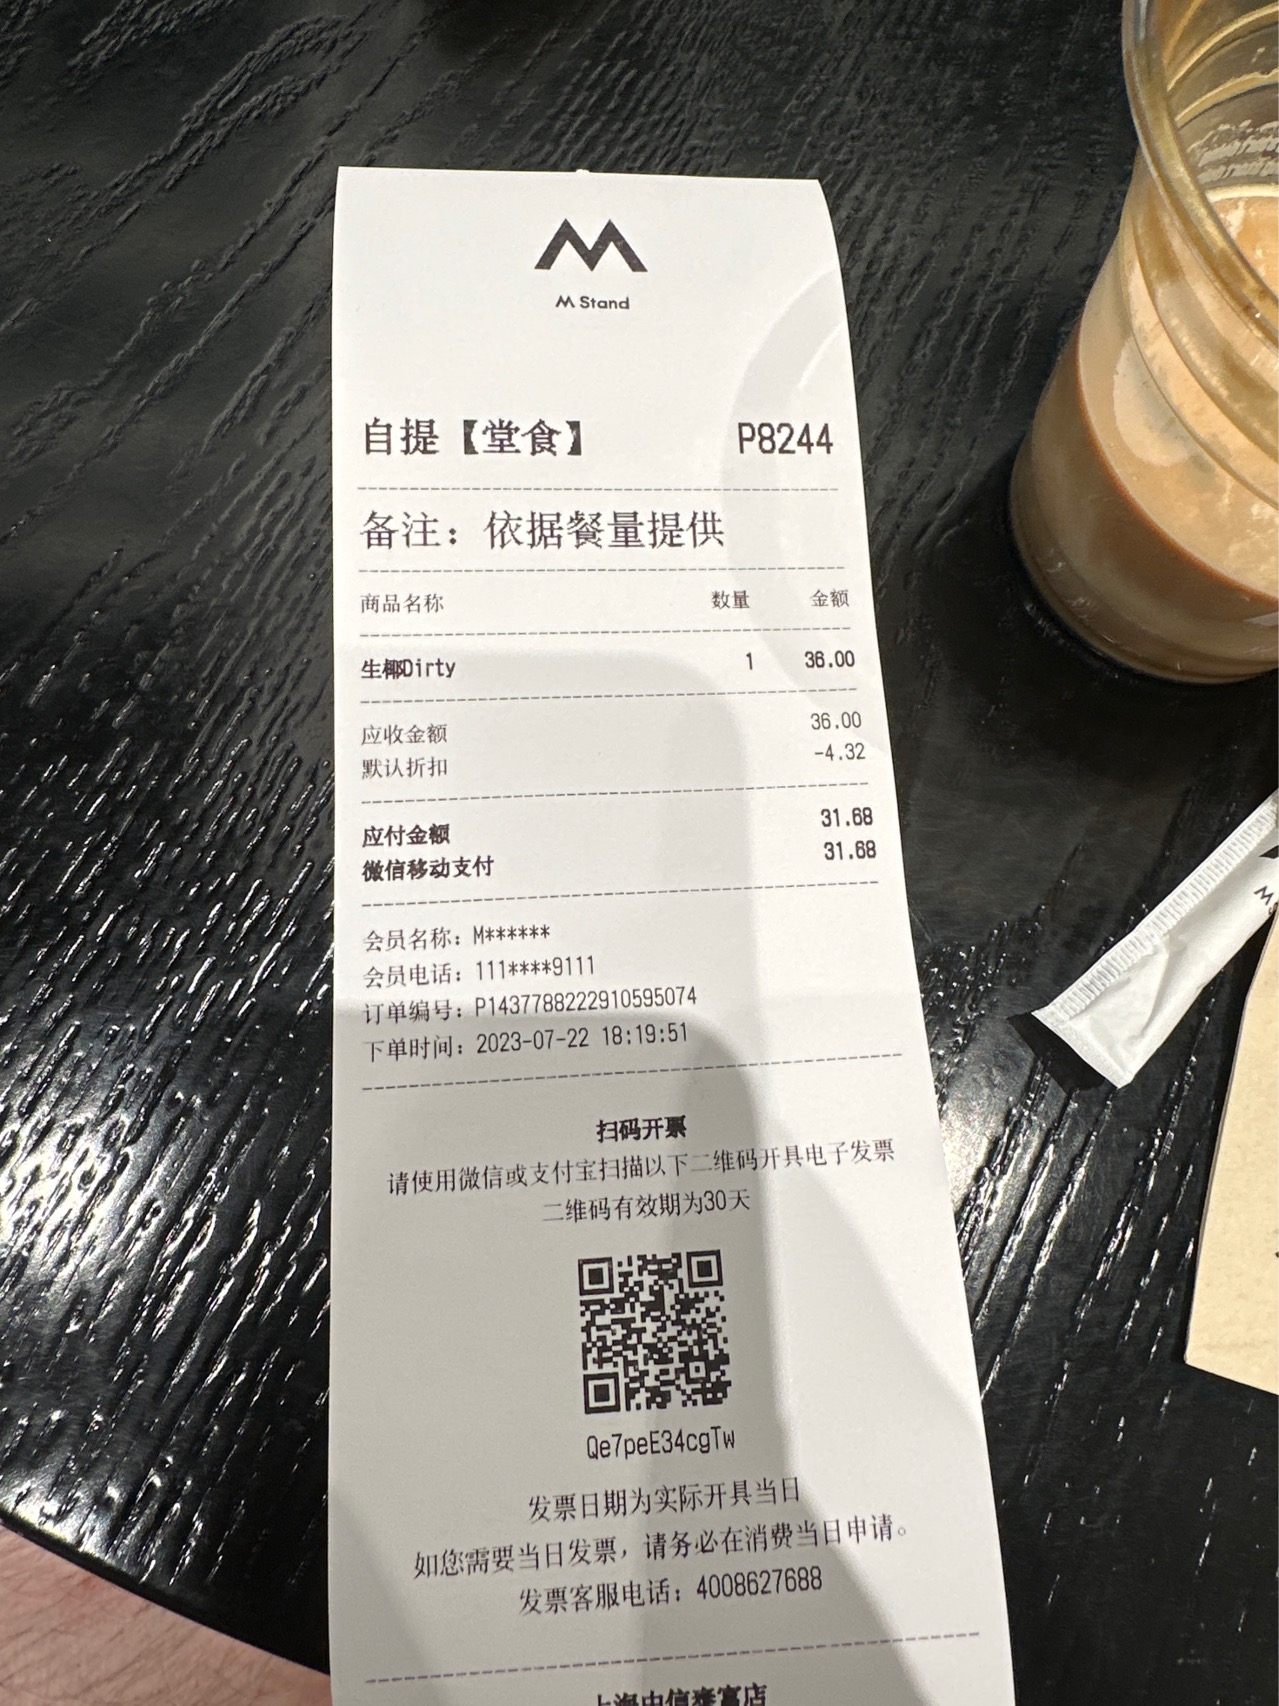 M Stand
自提【堂食】 P8244
备注：依据餐量提供
商品名称 数量 金额
生椰Dirty 1 36.00
应收金额 36.00
默认折扣 -4.32
应付金额 31.68
微信移动支付 31.68
会员名称：M******
会员电话：111****9111
订单编号：P1437788222910595074
下单时间：2023-07-22 18:19:51
扫码开票
请使用微信或支付宝扫描以下二维码开具电子发票
二维码有效期为30天
Qe7peE34cgTw
发票日期为实际开具当日
如您需要当日发票，请务必在消费当日申请。
发票客服电话：4008627688